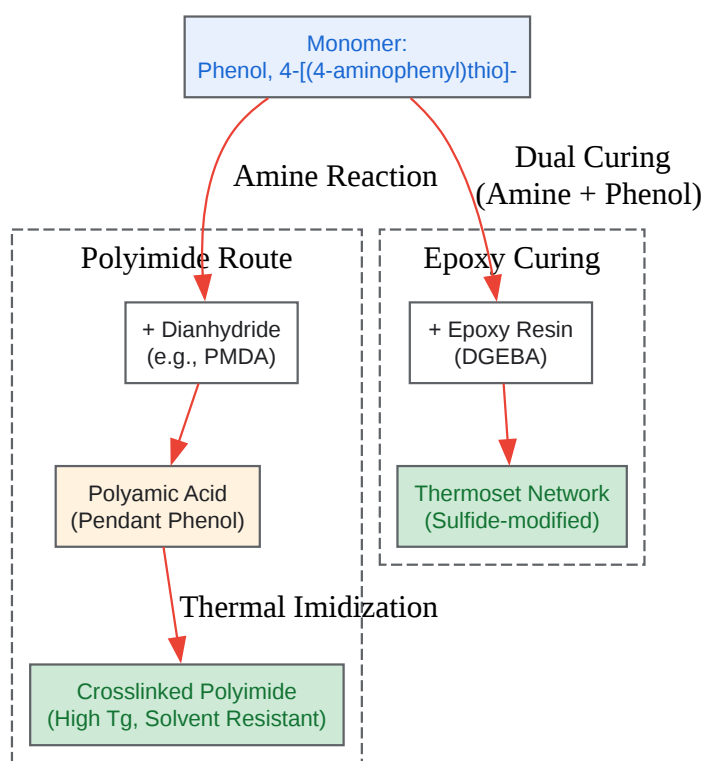 Monomer:
Phenol, 4-[(4-aminophenyl)thio]-
Amine Reaction
Dual Curing
(Amine + Phenol)
Polyimide Route
Epoxy Curing
+ Dianhydride
(e.g., PMDA)
+ Epoxy Resin
(DGEBA)
Polyamic Acid
(Pendant Phenol)
Thermoset Network
(Sulfide-modified)
Thermal Imidization
Crosslinked Polyimide
(High Tg, Solvent Resistant)